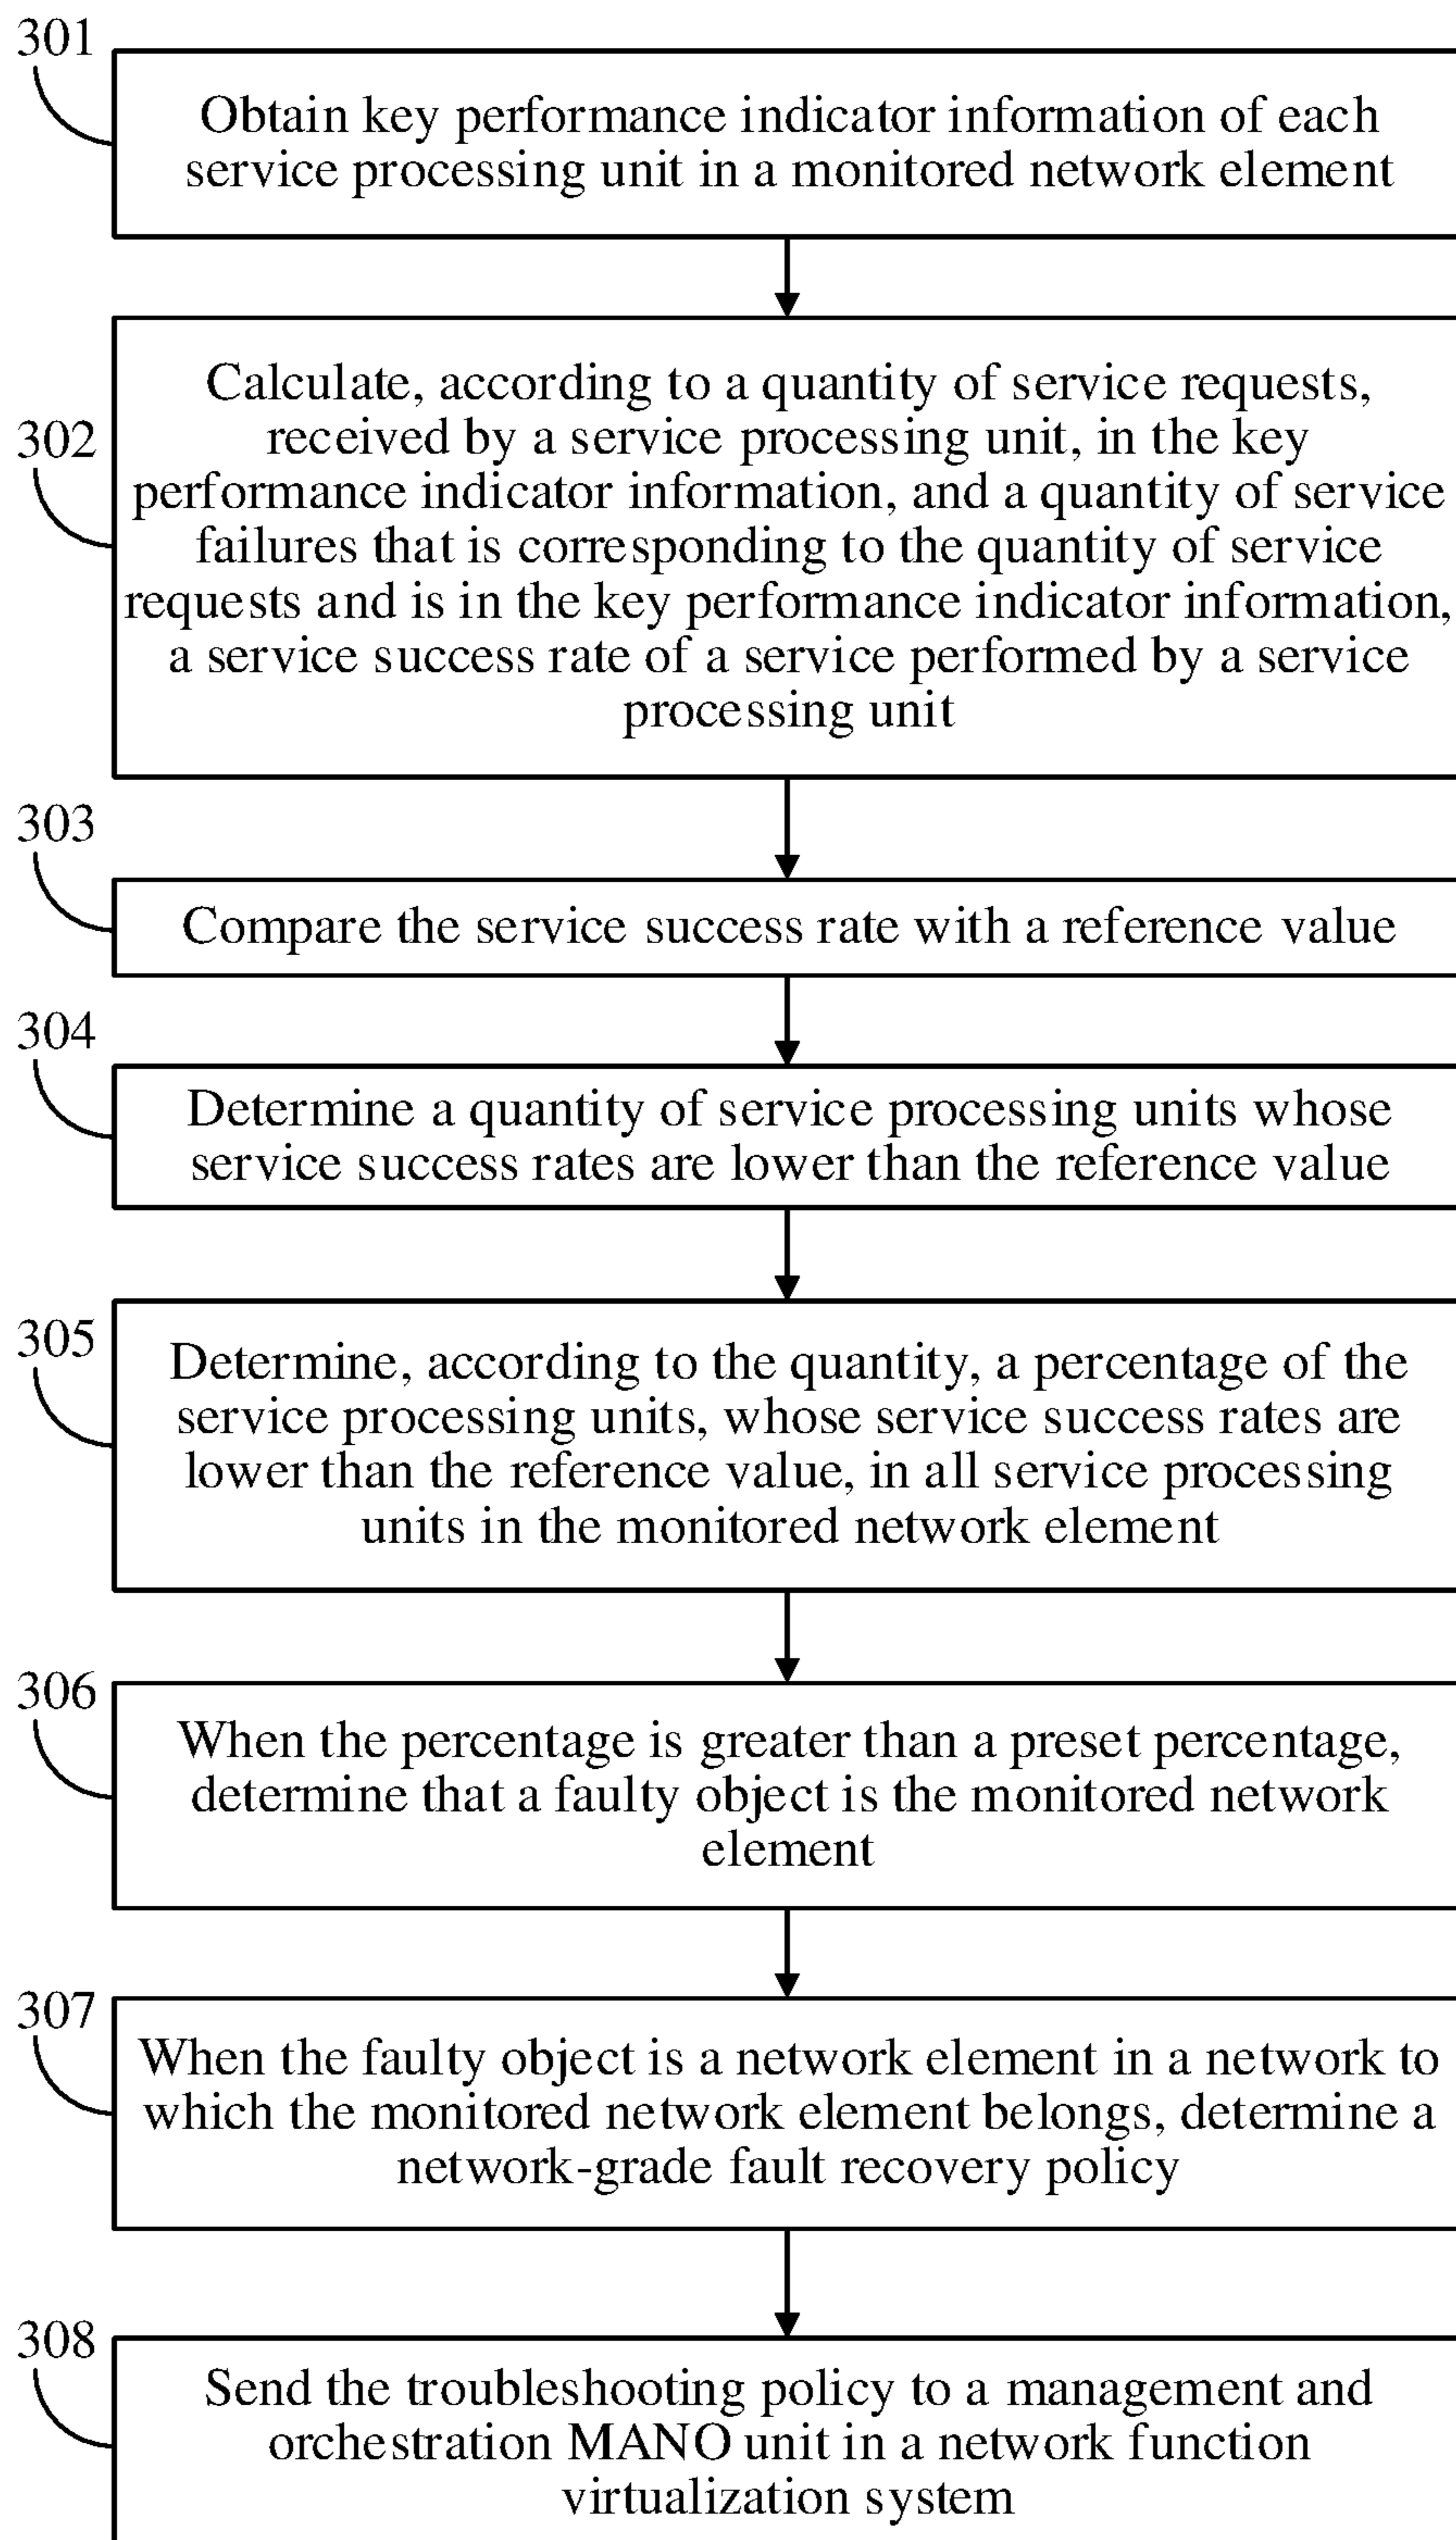 301
Obtain key performance indicator information of each
service processing unit in a monitored network element
302
Calculate, according to a quantity of service requests,
received by a service processing unit, in the key
performance indicator information, and a quantity of service
failures that is corresponding to the quantity of service
requests and is in the key performance indicator information,
a service success rate of a service performed by a service
processing unit
303
Compare the service success rate with a reference value
304
Determine a quantity of service processing units whose
service success rates are lower than the reference value
305
Determine, according to the quantity, a percentage of the
service processing units, whose service success rates are
lower than the reference value, in all service processing
units in the monitored network element
306
When the percentage is greater than a preset percentage,
determine that a faulty object is the monitored network
element
307
When the faulty object is a network element in a network to
which the monitored network element belongs, determine a
network-grade fault recovery policy
308
Send the troubleshooting policy to a management and
orchestration MANO unit in a network function
virtualization system